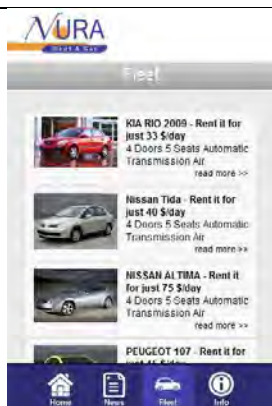 NURA
Rent A Car
Fleet
KIA RIO 2009 - Rent it for
just 33 $/day
4 Doors 5 Seats Automatic
Transmission Air
read more >>
Nissan Tida - Rent it for
just 40 $/day
4 Doors 5 Seats Automatic
Transmission Air
read more >>
NISSAN ALTIMA - Rent it
for just 75 $/day
4 Doors 5 Seats Automatic
Transmission Air
read more >>
PEUGEOT 107 - Rent it for
just 45 $/day
Home
News
Fleet
Info